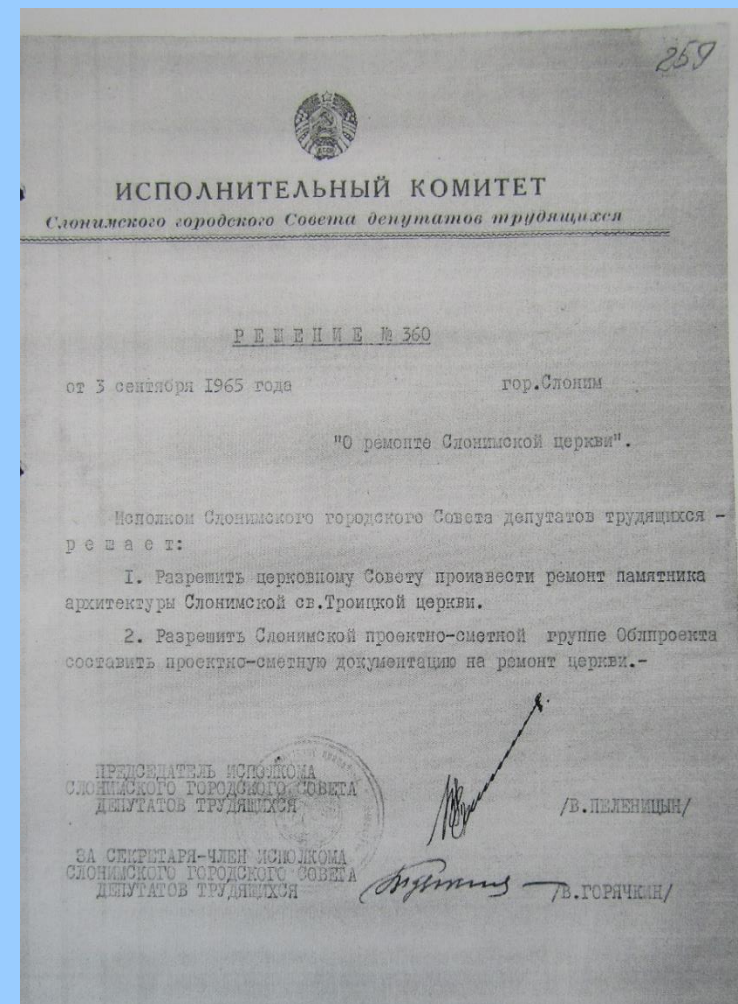 259
ИСПОЛНИТЕЛЬНЫЙ КОМИТЕТ
Слонимского городского Совета депутатов трудящихся
РЕШЕНИЕ № 360
от 3 сентября 1965 года гор.Слоним
"О ремонте Слонимской церкви".
Исполком Слонимского городского Совета депутатов трудящихся –
решает:
I. Разрешить церковному Совету произвести ремонт памятника
архитектуры Слонимской св.Троицкой церкви.
2. Разрешить Слонимской проектно-сметной группе Облпроекта
составить проектно-сметную документацию на ремонт церкви.-
ПРЕДСЕДАТЕЛЬ ИСПОЛКОМА
СЛОНИМСКОГО ГОРОДСКОГО СОВЕТА
ДЕПУТАТОВ ТРУДЯЩИХСЯ /В.ПЕЛЕНИЦЫН/
ЗА СЕКРЕТАРЯ-ЧЛЕН ИСПОЛКОМА
СЛОНИМСКОГО ГОРОДСКОГО СОВЕТА
ДЕПУТАТОВ ТРУДЯЩИХСЯ /В.ГОРЯЧКИН/